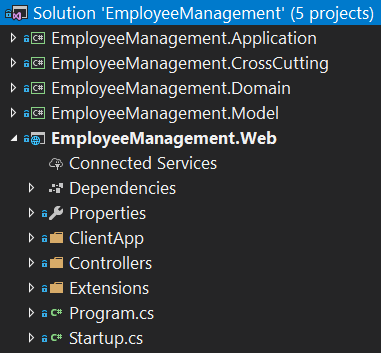 Solution 'EmployeeManagement' (5 projects)
EmployeeManagement.Application
EmployeeManagement.CrossCutting
EmployeeManagement.Domain
EmployeeManagement.Model
EmployeeManagement.Web
Connected Services
Dependencies
Properties
ClientApp
Controllers
Extensions
Program.cs
Startup.cs